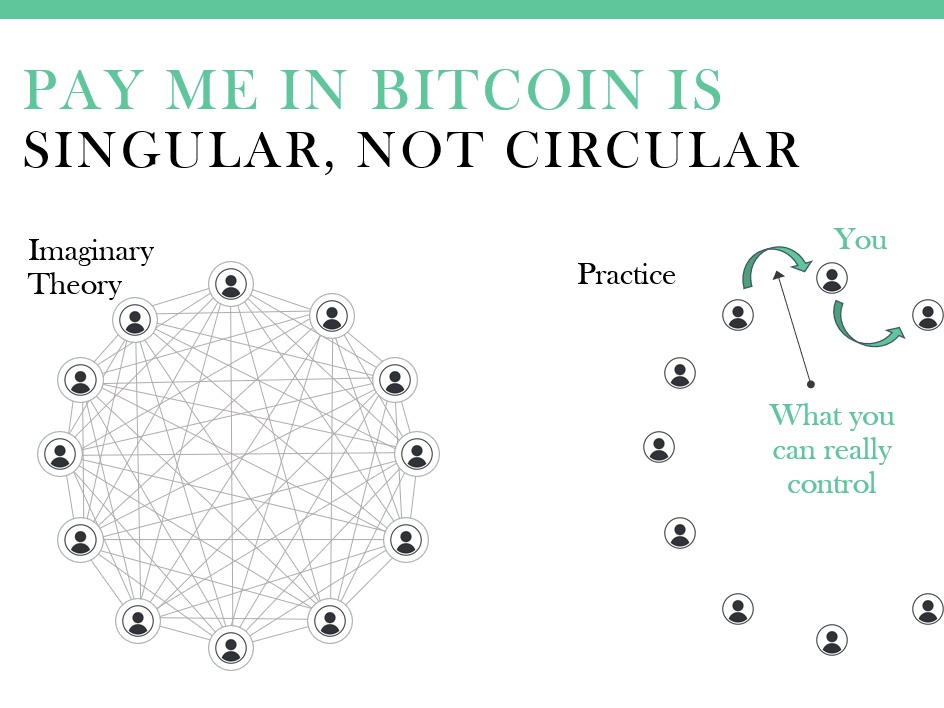 PAY ME IN BITCOIN IS
SINGULAR, NOT CIRCULAR
Imaginary
Theory
Practice
You
What you
can really
control